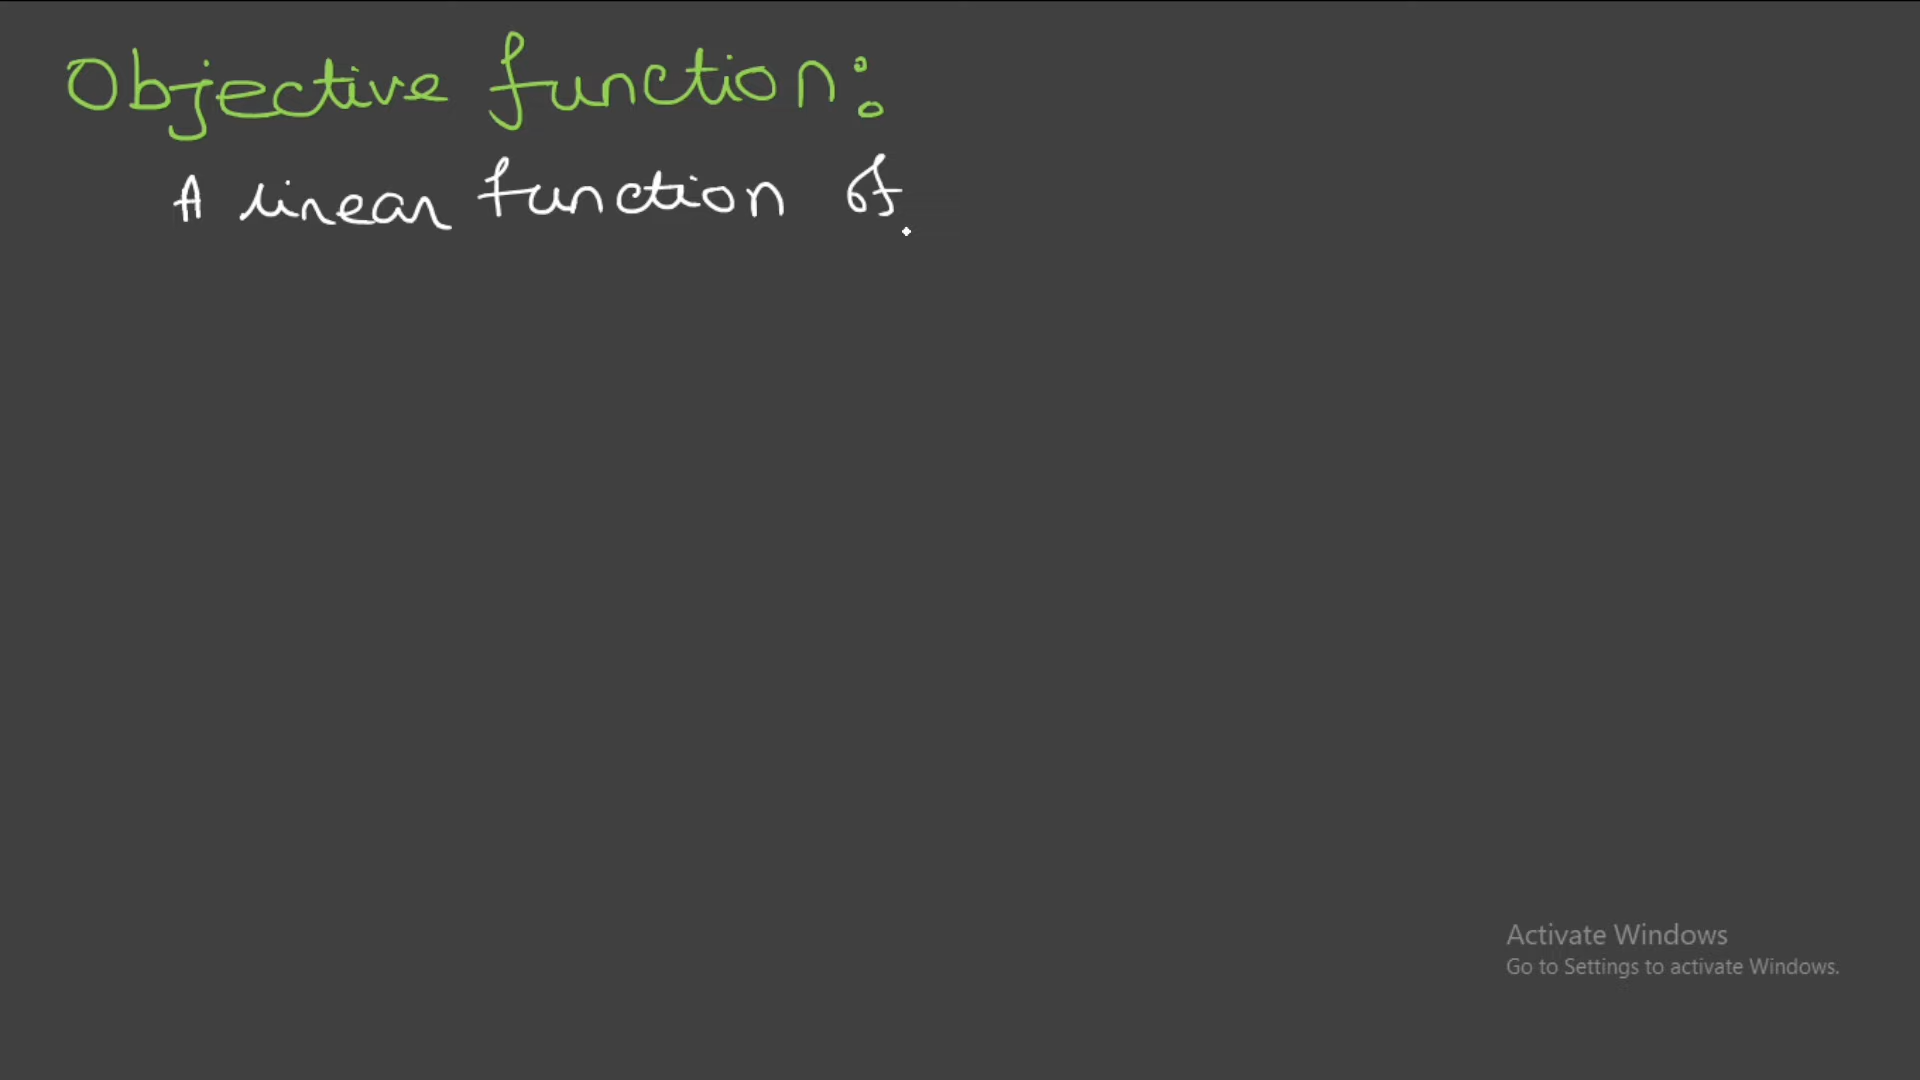 Objective function:
A linear function of
Activate Windows
Go to Settings to activate Windows.